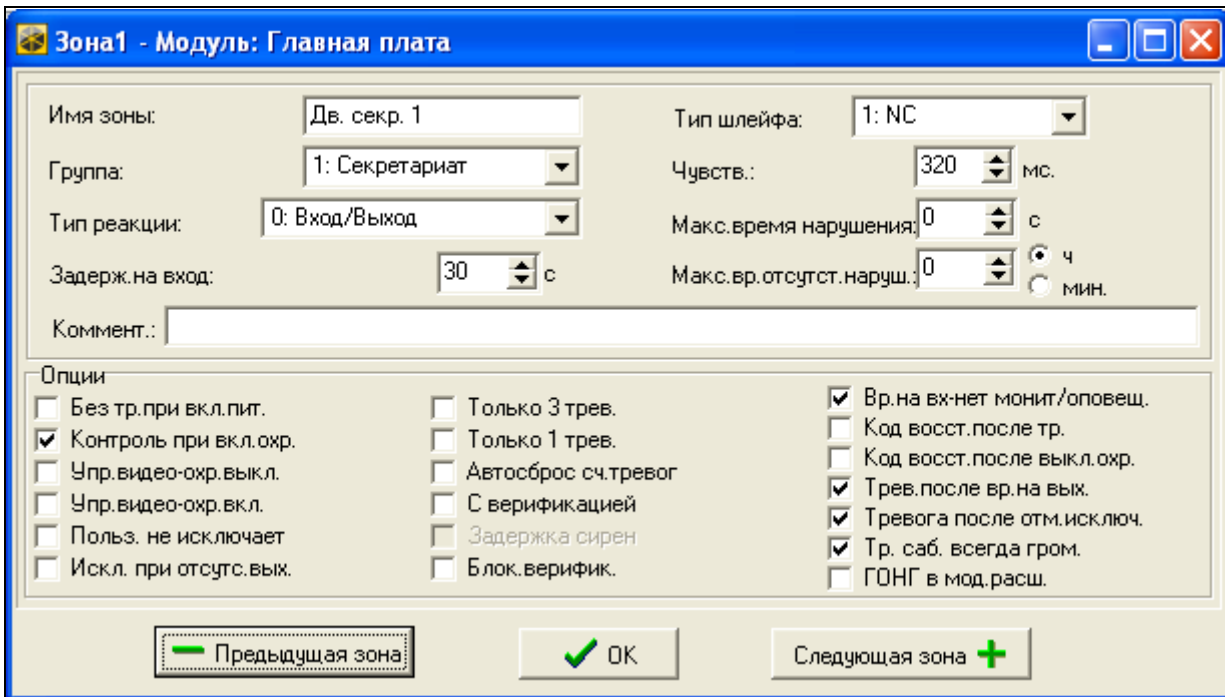 Зона1 - Модуль: Главная плата
Имя зоны: Дв. секр. 1 Тип шлейфа: 1: NC
Группа: 1: Секретариат Чувств.: 320 мс.
Тип реакции: 0: Вход/Выход Макс.время нарушения: 0 с
Задерж.на вход: 30 с Макс.вр.отсутст.наруш.: 0 ч
мин.
Коммент.:
Опции
Без тр.при вкл.пит. Только 3 трев. Вр.на вх-нет монит/оповещ.
Контроль при вкл.охр. Только 1 трев. Код восст.после тр.
Упр.видео-охр.выкл. Автосброс сч.тревог Код восст.после выкл.охр.
Упр.видео-охр.вкл. С верификацией Трев.после вр.на вых.
Польз. не исключает Задержка сирен Тревога после отм.исключ.
Искл. при отсутс.вых. Блок.верифик. Тр. саб. всегда гром.
ГОНГ в мод.расш.
Предыдущая зона OK Следующая зона